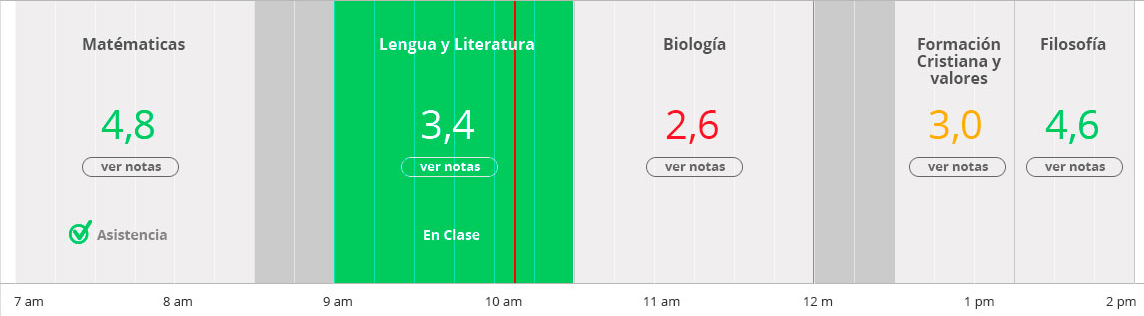 Matématicas
4,8
ver notas
Asistencia
Lengua y Literatura
3,4
ver notas
En Clase
Biología
2,6
ver notas
Formación
Cristiana y
valores
3,0
ver notas
Filosofía
4,6
ver notas
7 am 8 am 9 am 10 am 11 am 12 m 1 pm 2 pm